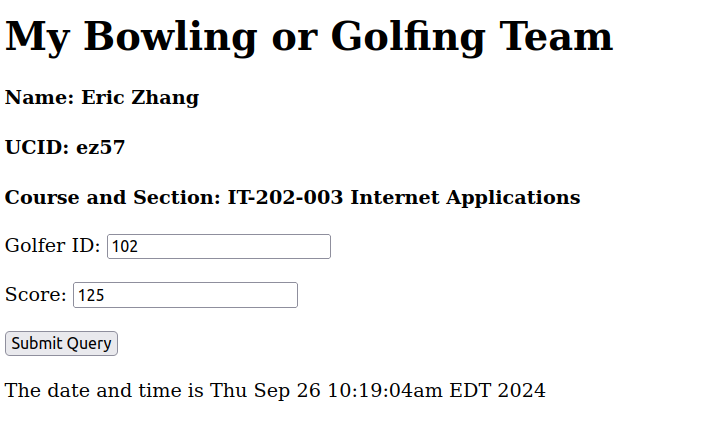 My Bowling or Golfing Team
Name: Eric Zhang
UCID: ez57
Course and Section: IT-202-003 Internet Applications
Golfer ID: 102
Score: 125
Submit Query
The date and time is Thu Sep 26 10:19:04am EDT 2024